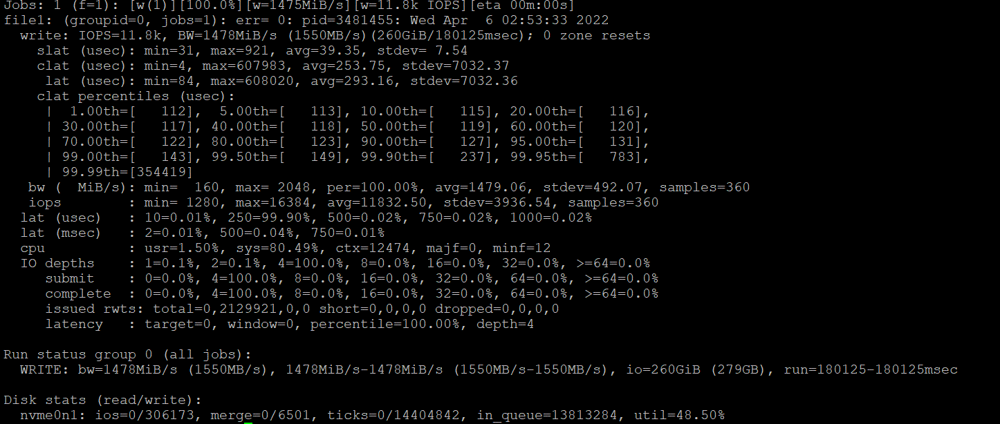 Jobs: 1 (f=1): [w(1)][100.0%][w=1475MiB/s][w=11.8k IOPS][eta 00m:00s]
file1: (groupid=0, jobs=1): err= 0: pid=3481455: Wed Apr  6 02:53:33 2022
  write: IOPS=11.8k, BW=1478MiB/s (1550MB/s)(260GiB/180125msec); 0 zone resets
    slat (usec): min=31, max=921, avg=39.35, stdev= 7.54
    clat (usec): min=4, max=607983, avg=253.75, stdev=7032.37
     lat (usec): min=84, max=608020, avg=293.16, stdev=7032.36
    clat percentiles (usec):
     |  1.00th=[   112],  5.00th=[   113], 10.00th=[   115], 20.00th=[   116],
     | 30.00th=[   117], 40.00th=[   118], 50.00th=[   119], 60.00th=[   120],
     | 70.00th=[   122], 80.00th=[   123], 90.00th=[   127], 95.00th=[   131],
     | 99.00th=[   143], 99.50th=[   149], 99.90th=[   237], 99.95th=[   783],
     | 99.99th=[354419]
   bw (  MiB/s): min=  160, max= 2048, per=100.00%, avg=1479.06, stdev=492.07, samples=360
   iops        : min= 1280, max=16384, avg=11832.50, stdev=3936.54, samples=360
  lat (usec)   : 10=0.01%, 250=99.90%, 500=0.02%, 750=0.02%, 1000=0.02%
  lat (msec)   : 2=0.01%, 500=0.04%, 750=0.01%
  cpu          : usr=1.50%, sys=80.49%, ctx=12474, majf=0, minf=12
  IO depths    : 1=0.1%, 2=0.1%, 4=100.0%, 8=0.0%, 16=0.0%, 32=0.0%, >=64=0.0%
     submit    : 0=0.0%, 4=100.0%, 8=0.0%, 16=0.0%, 32=0.0%, 64=0.0%, >=64=0.0%
     complete  : 0=0.0%, 4=100.0%, 8=0.0%, 16=0.0%, 32=0.0%, 64=0.0%, >=64=0.0%
     issued rwts: total=0,2129921,0,0 short=0,0,0,0 dropped=0,0,0,0
     latency   : target=0, window=0, percentile=100.00%, depth=4

Run status group 0 (all jobs):
  WRITE: bw=1478MiB/s (1550MB/s), 1478MiB/s-1478MiB/s (1550MB/s-1550MB/s), io=260GiB (279GB), run=180125-180125msec

Disk stats (read/write):
  nvme0n1: ios=0/306173, merge=0/6501, ticks=0/14404842, in_queue=13813284, util=48.50%